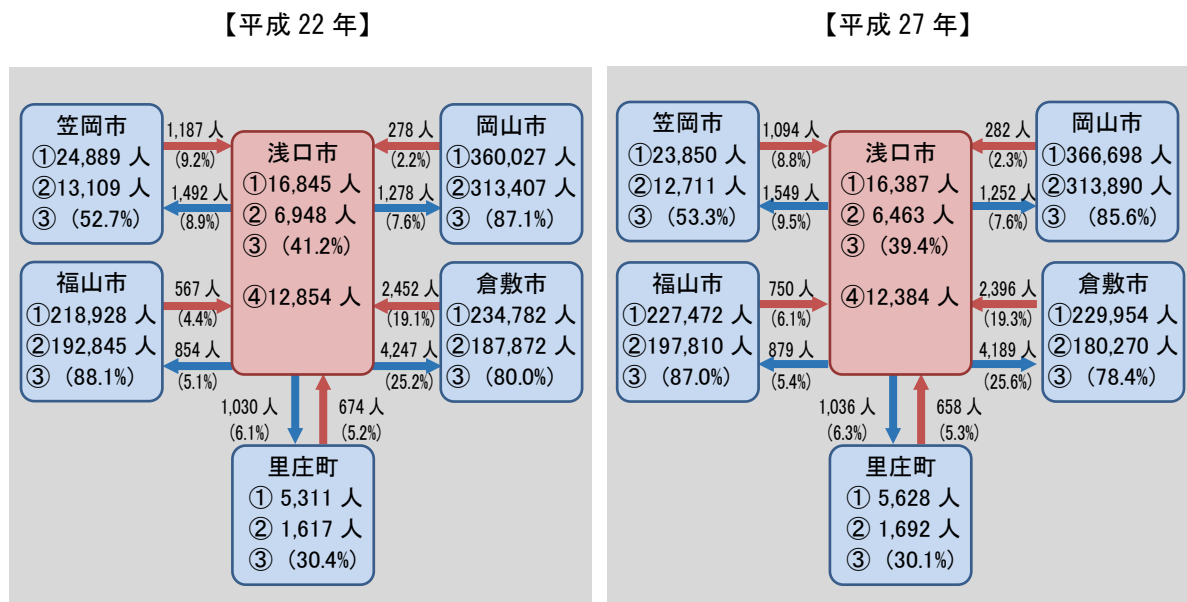 【平成 22 年】
笠岡市
①24,889 人
②13,109 人
③ (52.7%)
1,187 人
(9.2%)
1,492 人
(8.9%)
浅口市
①16,845 人
② 6,948 人
③ (41.2%)
④12,854 人
278 人
(2.2%)
1,278 人
(7.6%)
岡山市
①360,027 人
②313,407 人
③ (87.1%)
福山市
①218,928 人
②192,845 人
③ (88.1%)
567 人
(4.4%)
854 人
(5.1%)
2,452 人
(19.1%)
4,247 人
(25.2%)
倉敷市
①234,782 人
②187,872 人
③ (80.0%)
1,030 人
(6.1%)
674 人
(5.2%)
里庄町
① 5,311 人
② 1,617 人
③ (30.4%)
【平成 27 年】
笠岡市
①23,850 人
②12,711 人
③ (53.3%)
1,094 人
(8.8%)
1,549 人
(9.5%)
浅口市
①16,387 人
② 6,463 人
③ (39.4%)
④12,384 人
282 人
(2.3%)
1,252 人
(7.6%)
岡山市
①366,698 人
②313,890 人
③ (85.6%)
福山市
①227,472 人
②197,810 人
③ (87.0%)
750 人
(6.1%)
879 人
(5.4%)
2,396 人
(19.3%)
4,189 人
(25.6%)
倉敷市
①229,954 人
②180,270 人
③ (78.4%)
1,036 人
(6.3%)
658 人
(5.3%)
里庄町
① 5,628 人
② 1,692 人
③ (30.1%)